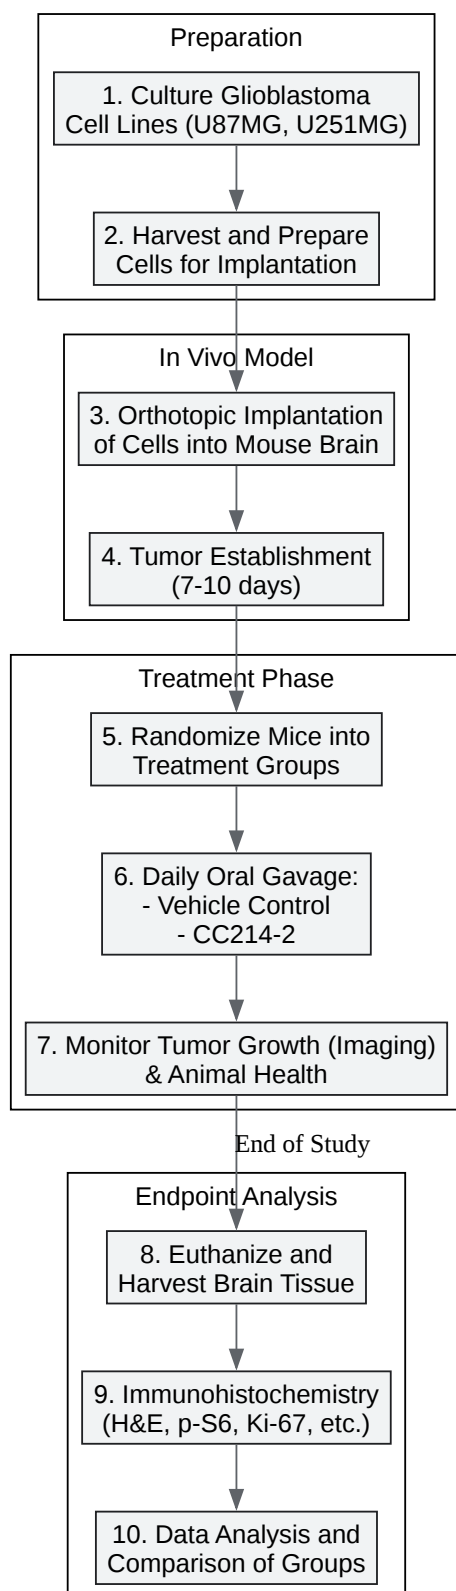 Preparation
1. Culture Glioblastoma
Cell Lines (U87MG, U251MG)
2. Harvest and Prepare
Cells for Implantation
In Vivo Model
3. Orthotopic Implantation
of Cells into Mouse Brain
4. Tumor Establishment
(7-10 days)
Treatment Phase
5. Randomize Mice into
Treatment Groups
6. Daily Oral Gavage:
- Vehicle Control
- CC214-2
7. Monitor Tumor Growth (Imaging)
& Animal Health
End of Study
Endpoint Analysis
8. Euthanize and
Harvest Brain Tissue
9. Immunohistochemistry
(H&E, p-S6, Ki-67, etc.)
10. Data Analysis and
Comparison of Groups